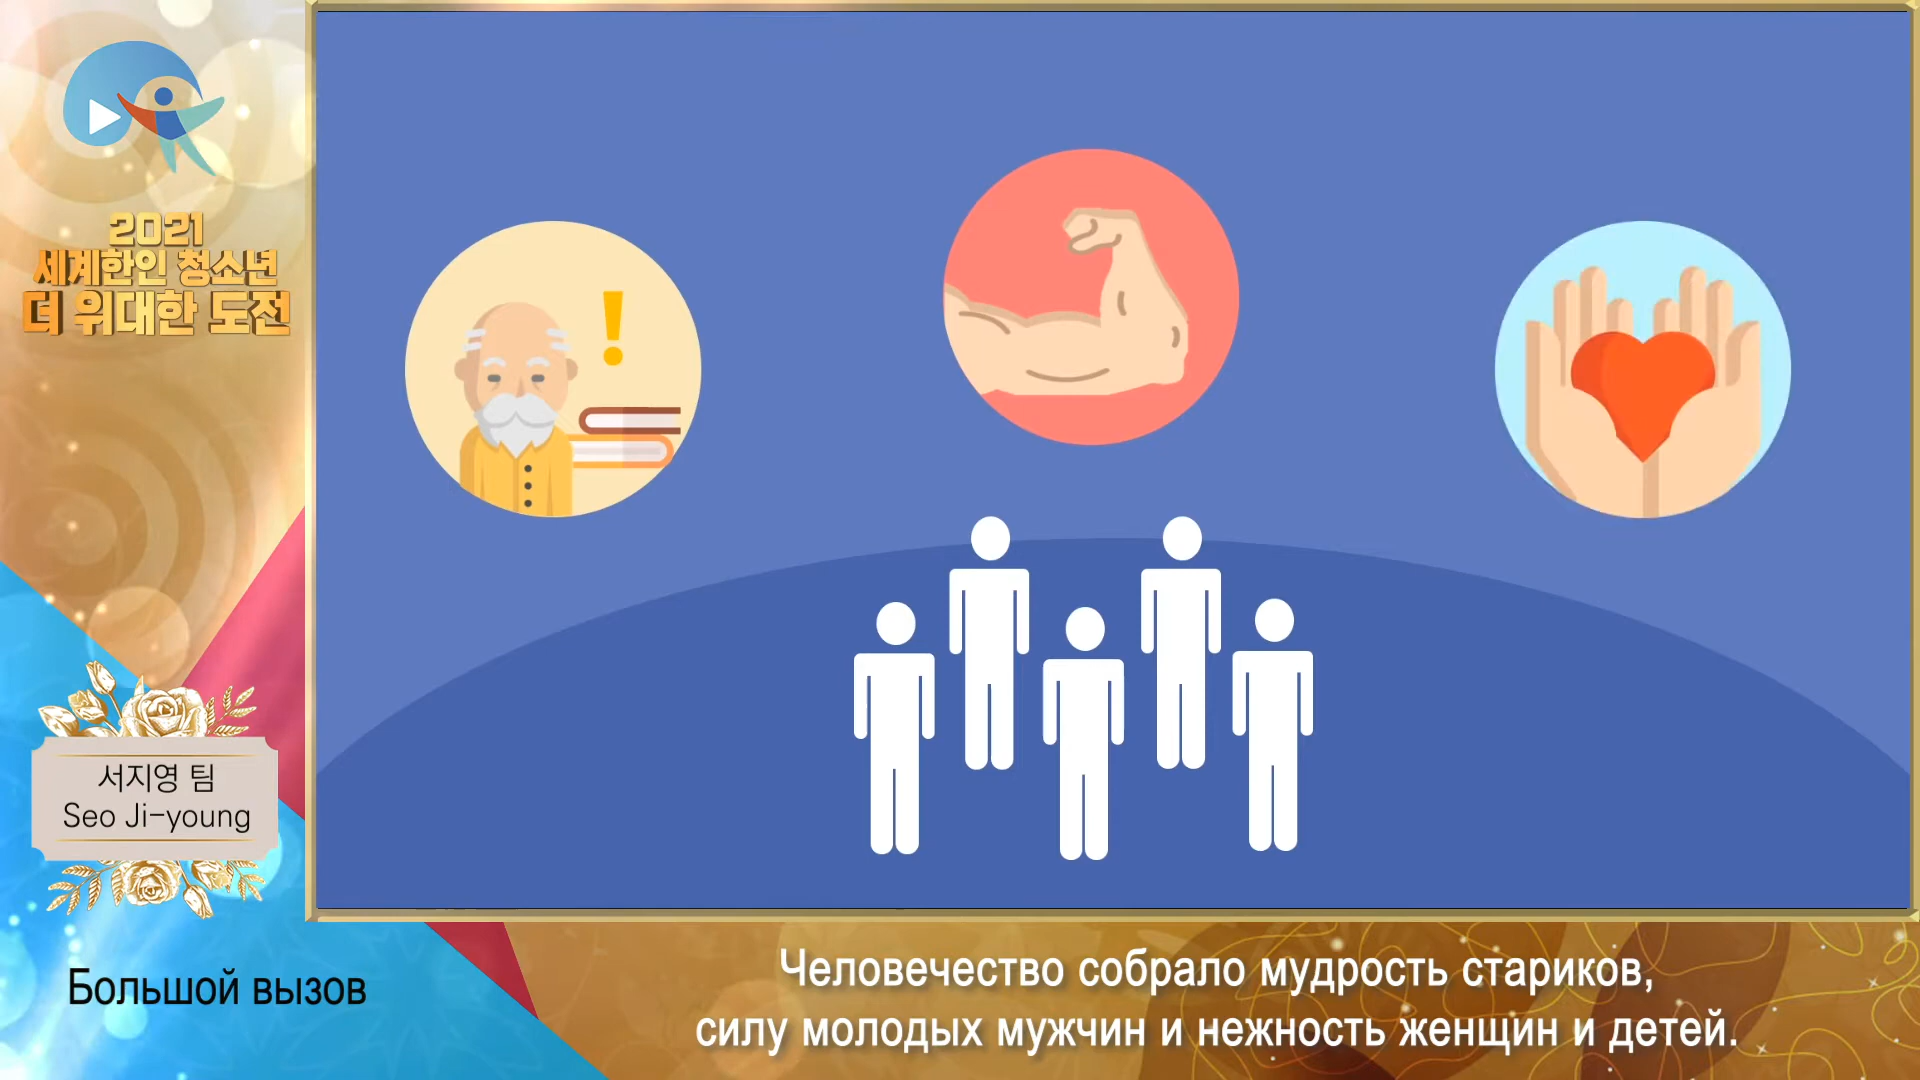 2021
세계한인 청소년
더 위대한 도전
서지영 팀
Seo Ji-young
Большой вызов
Человечество собрало мудрость стариков,
силу молодых мужчин и нежность женщин и детей.